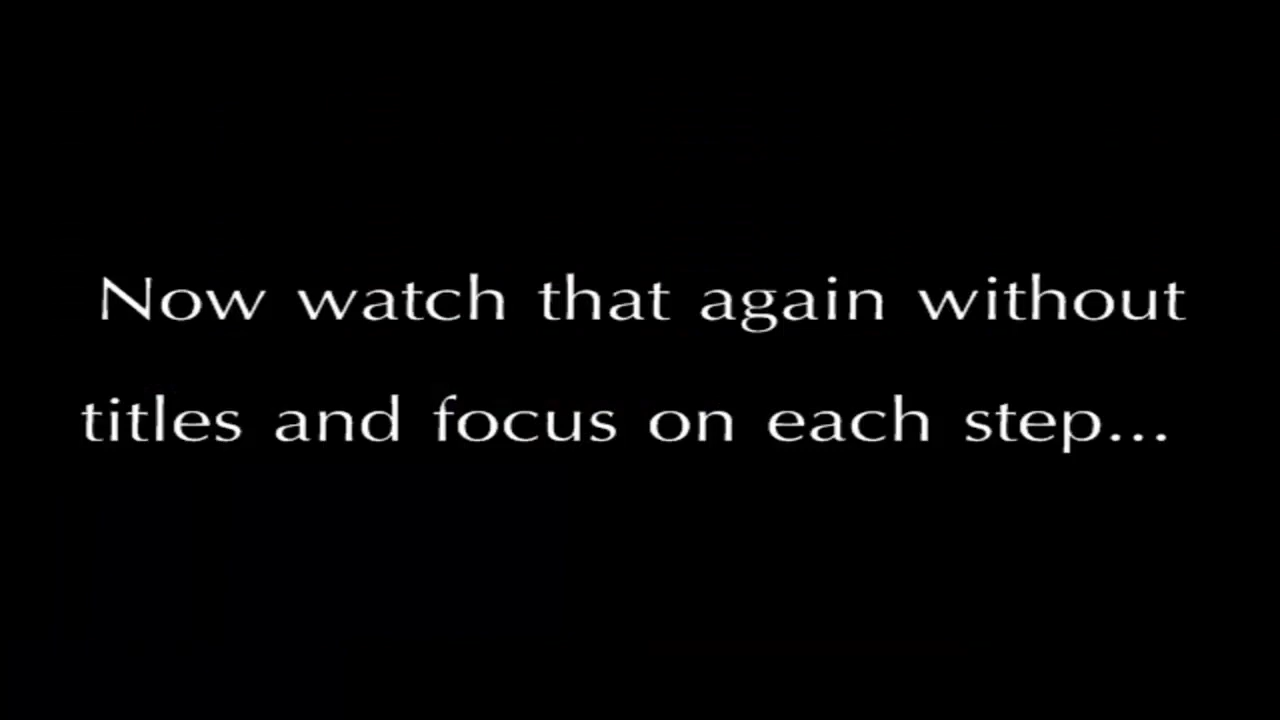 Now watch that again without
titles and focus on each step...